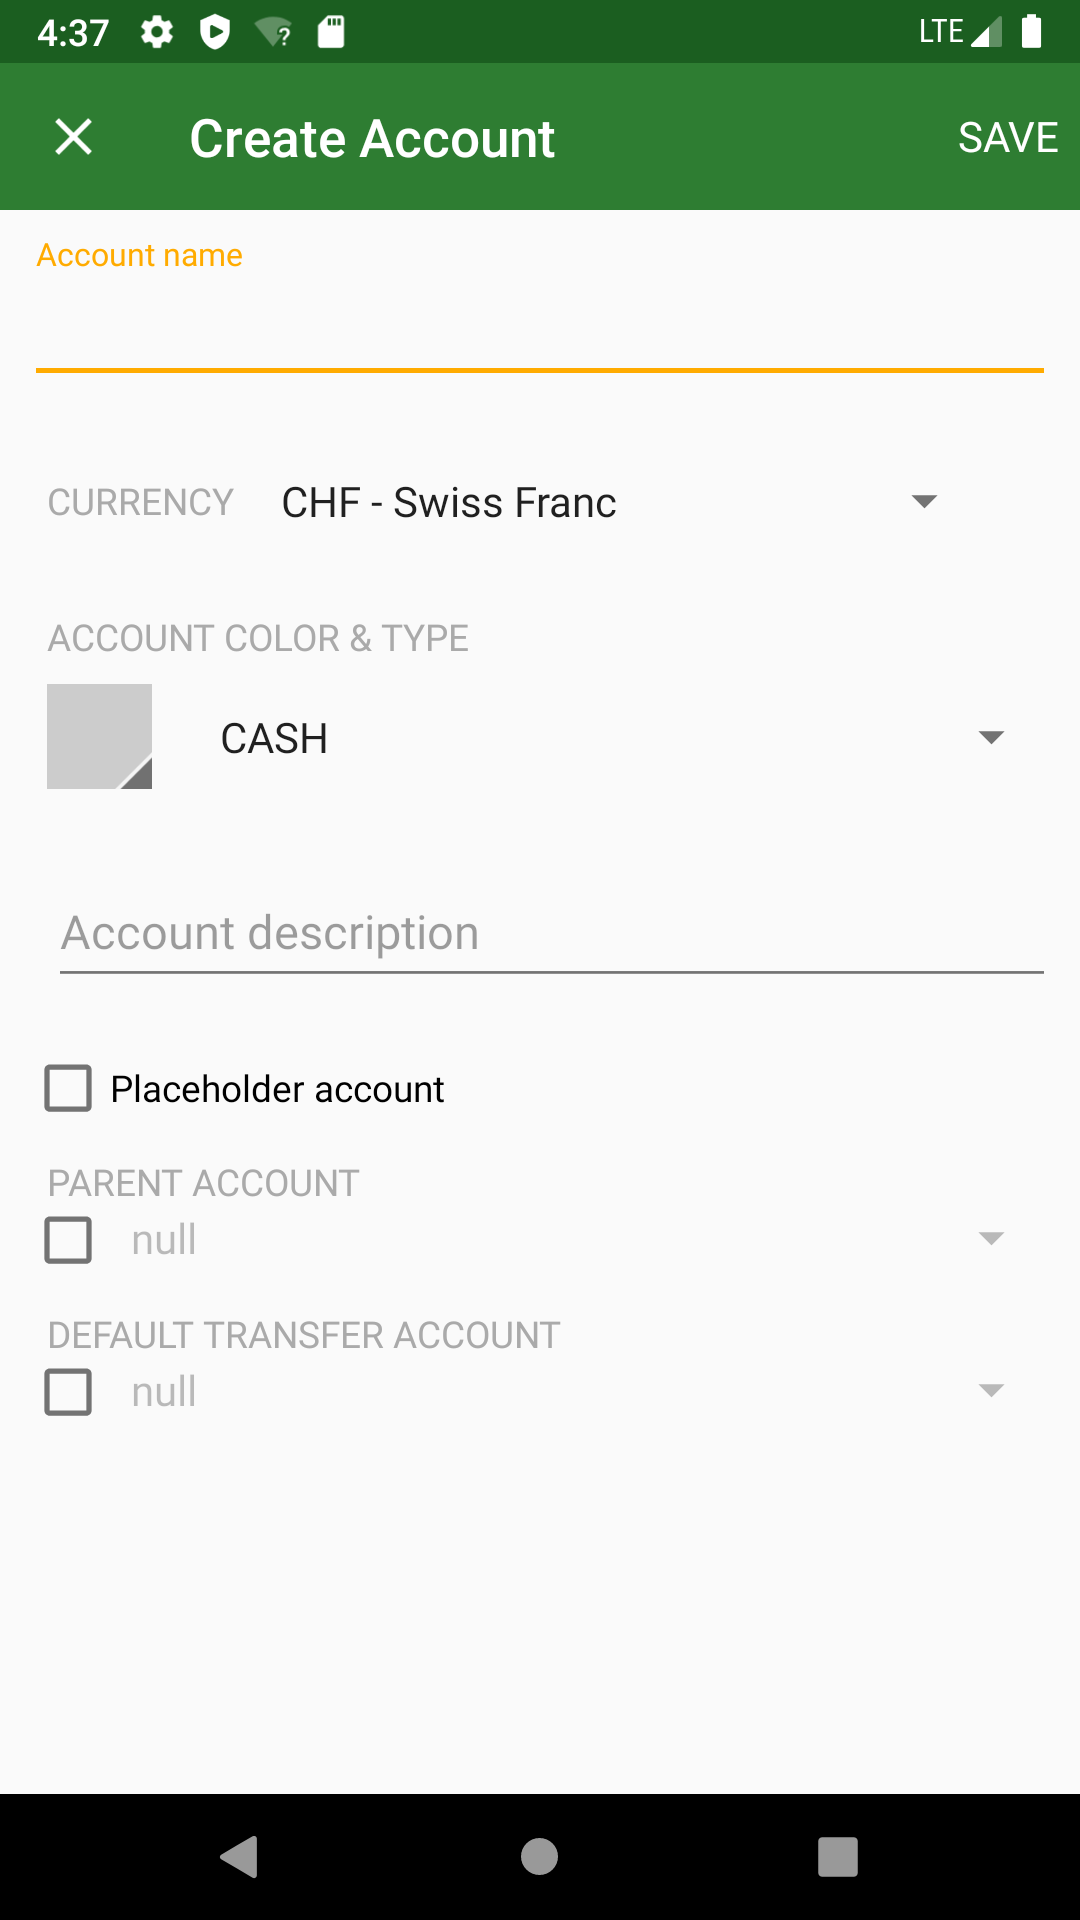 4:37
LTE
Create Account
SAVE
Account name
CURRENCY
CHF - Swiss Franc
ACCOUNT COLOR & TYPE
CASH
Account description
Placeholder account
PARENT ACCOUNT
null
DEFAULT TRANSFER ACCOUNT
null